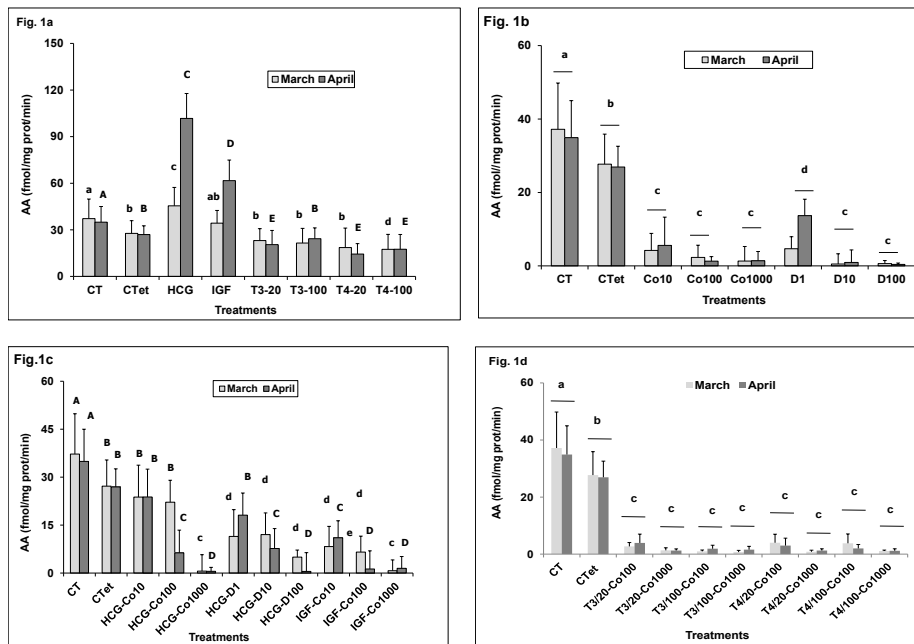 Fig. 1a
AA (fmol/mg prot/min)
150
120
90
60
30
0
March April
a A b B c C ab D b E b B b E d E
CT CTet HCG IGF T3-20 T3-100 T4-20 T4-100
Treatments
Fig. 1b
AA (fmol//mg prot/min)
60
40
20
0
March April
a b c c c d c c
CT CTet Co10 Co100 Co1000 D1 D10 D100
Treatments
Fig.1c
AA (fmol/mg prot/min)
60
45
30
15
0
March April
A A B B B B B C c D d B d C d D d C e d D c D
CT CTet HCG-Co10 HCG-Co100 HCG-Co1000 HCG-D1 HCG-D10 HCG-D100 IGF-Co10 IGF-Co100 IGF-Co1000
Treatments
Fig. 1d
AA (fmol/mg prot/min)
60
40
20
0
March April
a b c c c c c c c c
CT CTet T3/20-Co100 T3/20-Co1000 T3/100-Co100 T3/100-Co1000 T4/20-Co100 T4/20-Co1000 T4/100-Co100 T4/100-Co1000
Treatments